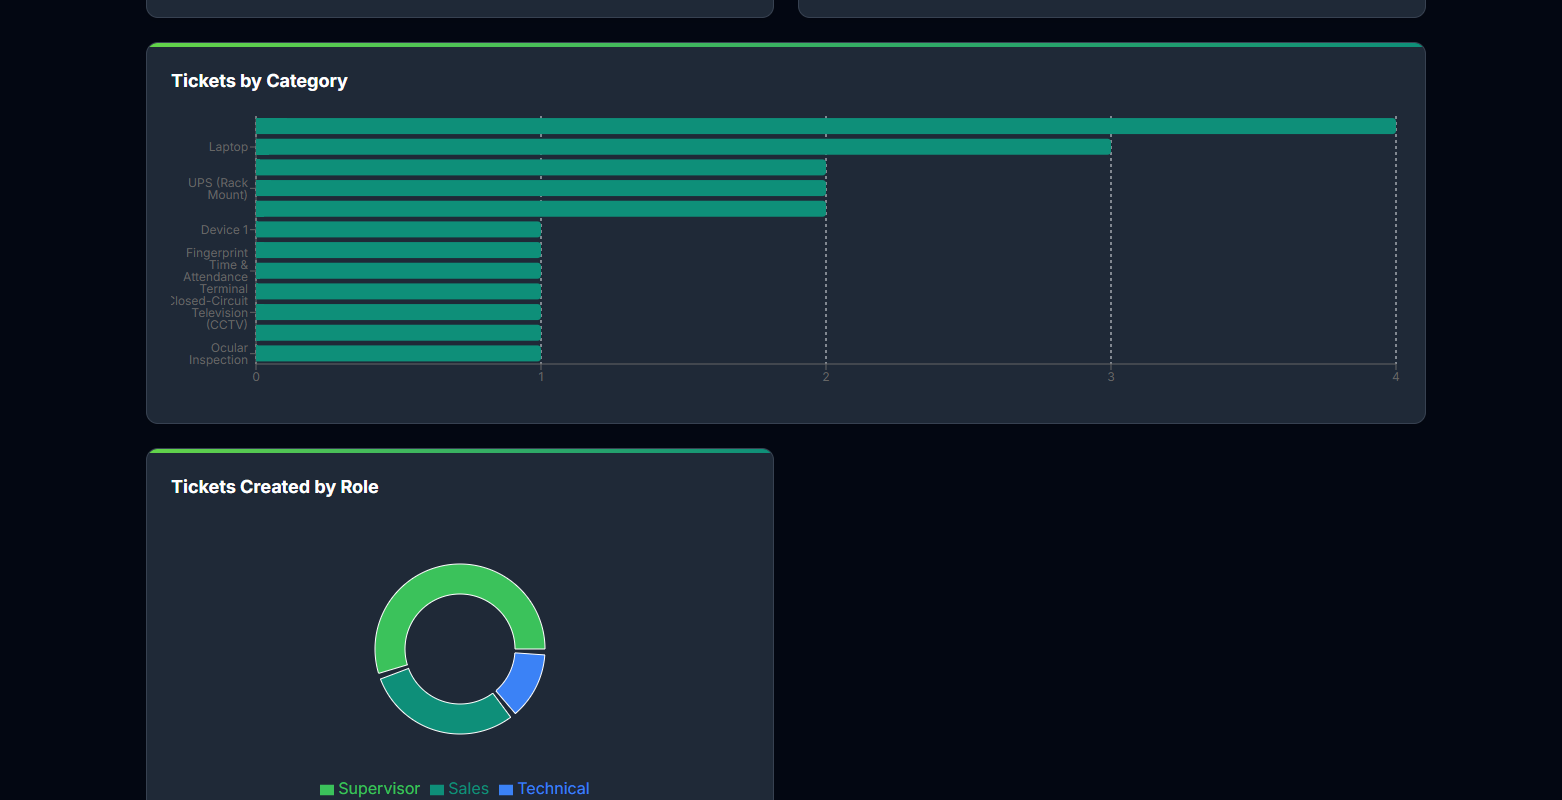 Tickets by Category
Laptop
UPS (Rack
Mount)
Device 1
Fingerprint
Time &
Attendance
Terminal
Closed-Circuit
Television
(CCTV)
Ocular
Inspection
0 1 2 3 4
Tickets Created by Role
Supervisor Sales Technical